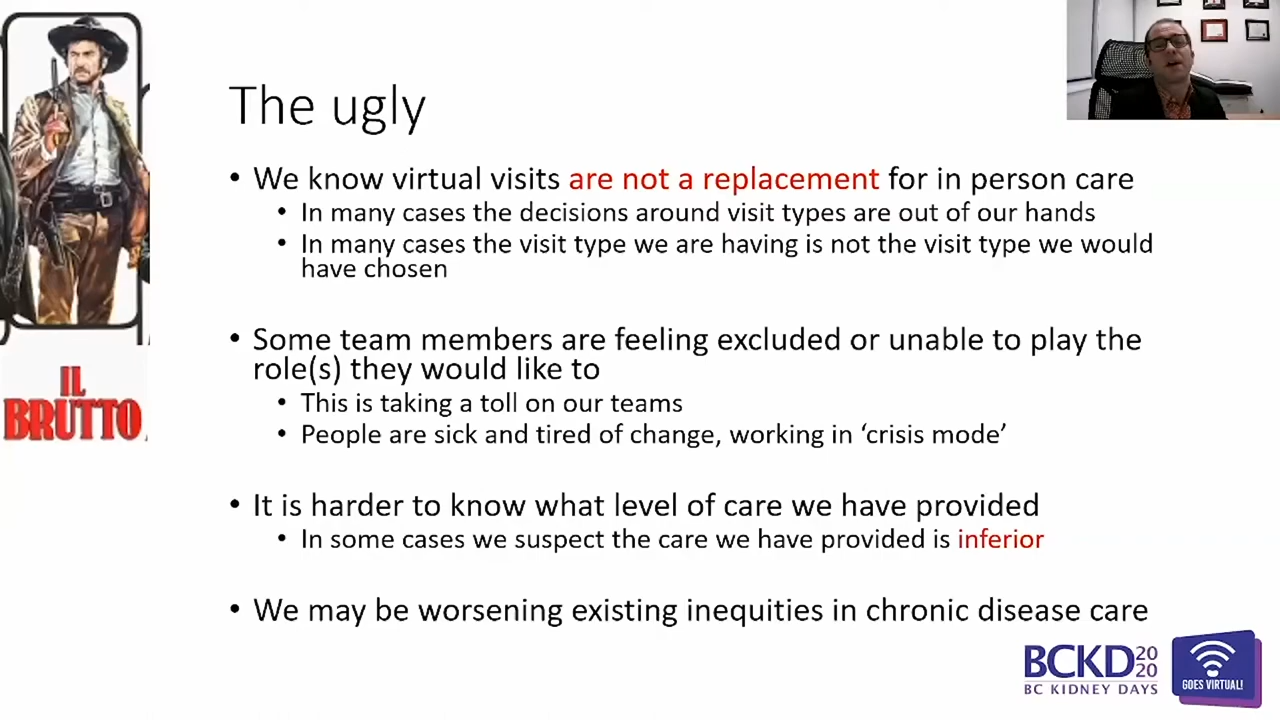 The ugly
• We know virtual visits are not a replacement for in person care
• In many cases the decisions around visit types are out of our hands
• In many cases the visit type we are having is not the visit type we would
have chosen
• Some team members are feeling excluded or unable to play the
role(s) they would like to
• This is taking a toll on our teams
• People are sick and tired of change, working in ‘crisis mode’
• It is harder to know what level of care we have provided
• In some cases we suspect the care we have provided is inferior
• We may be worsening existing inequities in chronic disease care
IL
BRUTTO
BCKD 20
20
BC KIDNEY DAYS
GOES VIRTUAL!